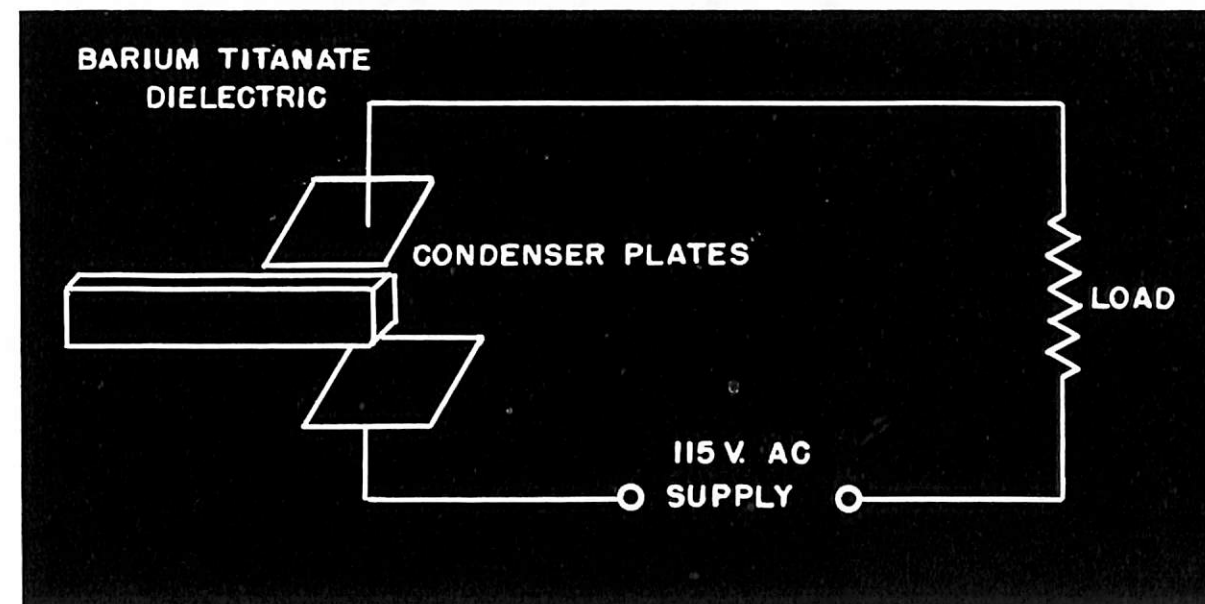 BARIUM TITANATE
DIELECTRIC
CONDENSER PLATES
LOAD
115 V. AC
SUPPLY